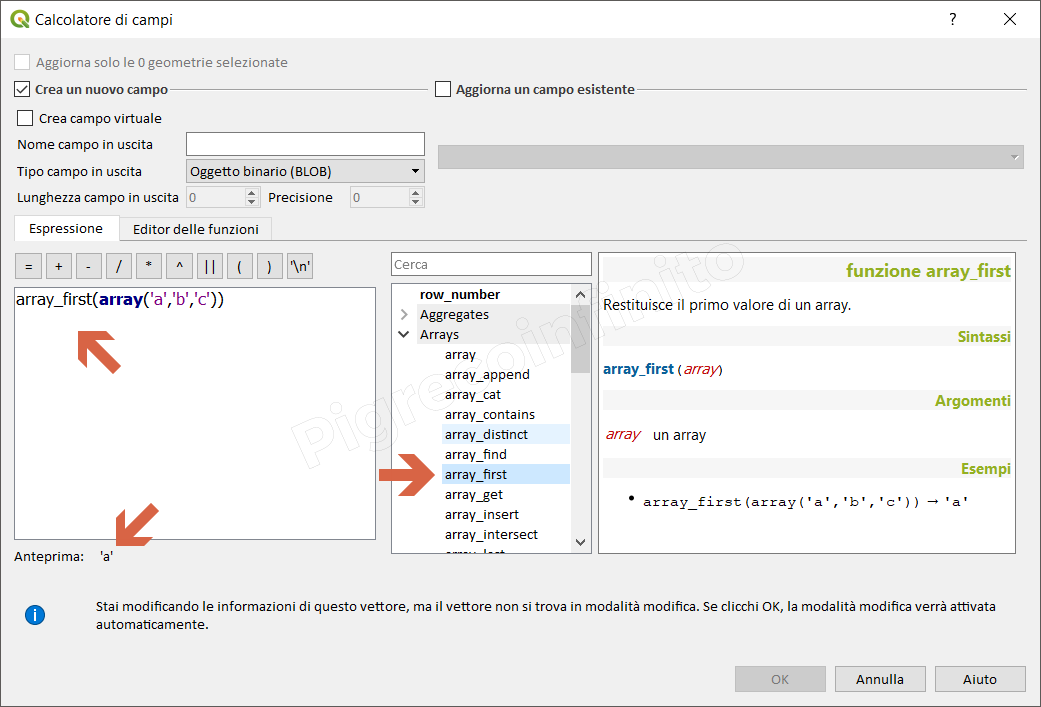 Calcolatore di campi
?
Aggiorna solo le 0 geometrie selezionate
Crea un nuovo campo
Aggiorna un campo esistente
Crea campo virtuale
Nome campo in uscita
Tipo campo in uscita
Oggetto binario (BLOB)
Lunghezza campo in uscita
0
Precisione
0
Espressione
Editor delle funzioni
= + - / * ^ || ( ) '\n'
array_first(array('a','b','c'))
Anteprima: 'a'
Cerca
row_number
Aggregates
Arrays
array
array_append
array_cat
array_contains
array_distinct
array_find
array_first
array_get
array_insert
array_intersect
array_last
funzione array_first
Restituisce il primo valore di un array.
Sintassi
array_first (array)
Argomenti
array un array
Esempi
• array_first(array('a','b','c')) → 'a'
Pigrecoinfinito
Stai modificando le informazioni di questo vettore, ma il vettore non si trova in modalità modifica. Se clicchi OK, la modalità modifica verrà attivata
automaticamente.
OK
Annulla
Aiuto